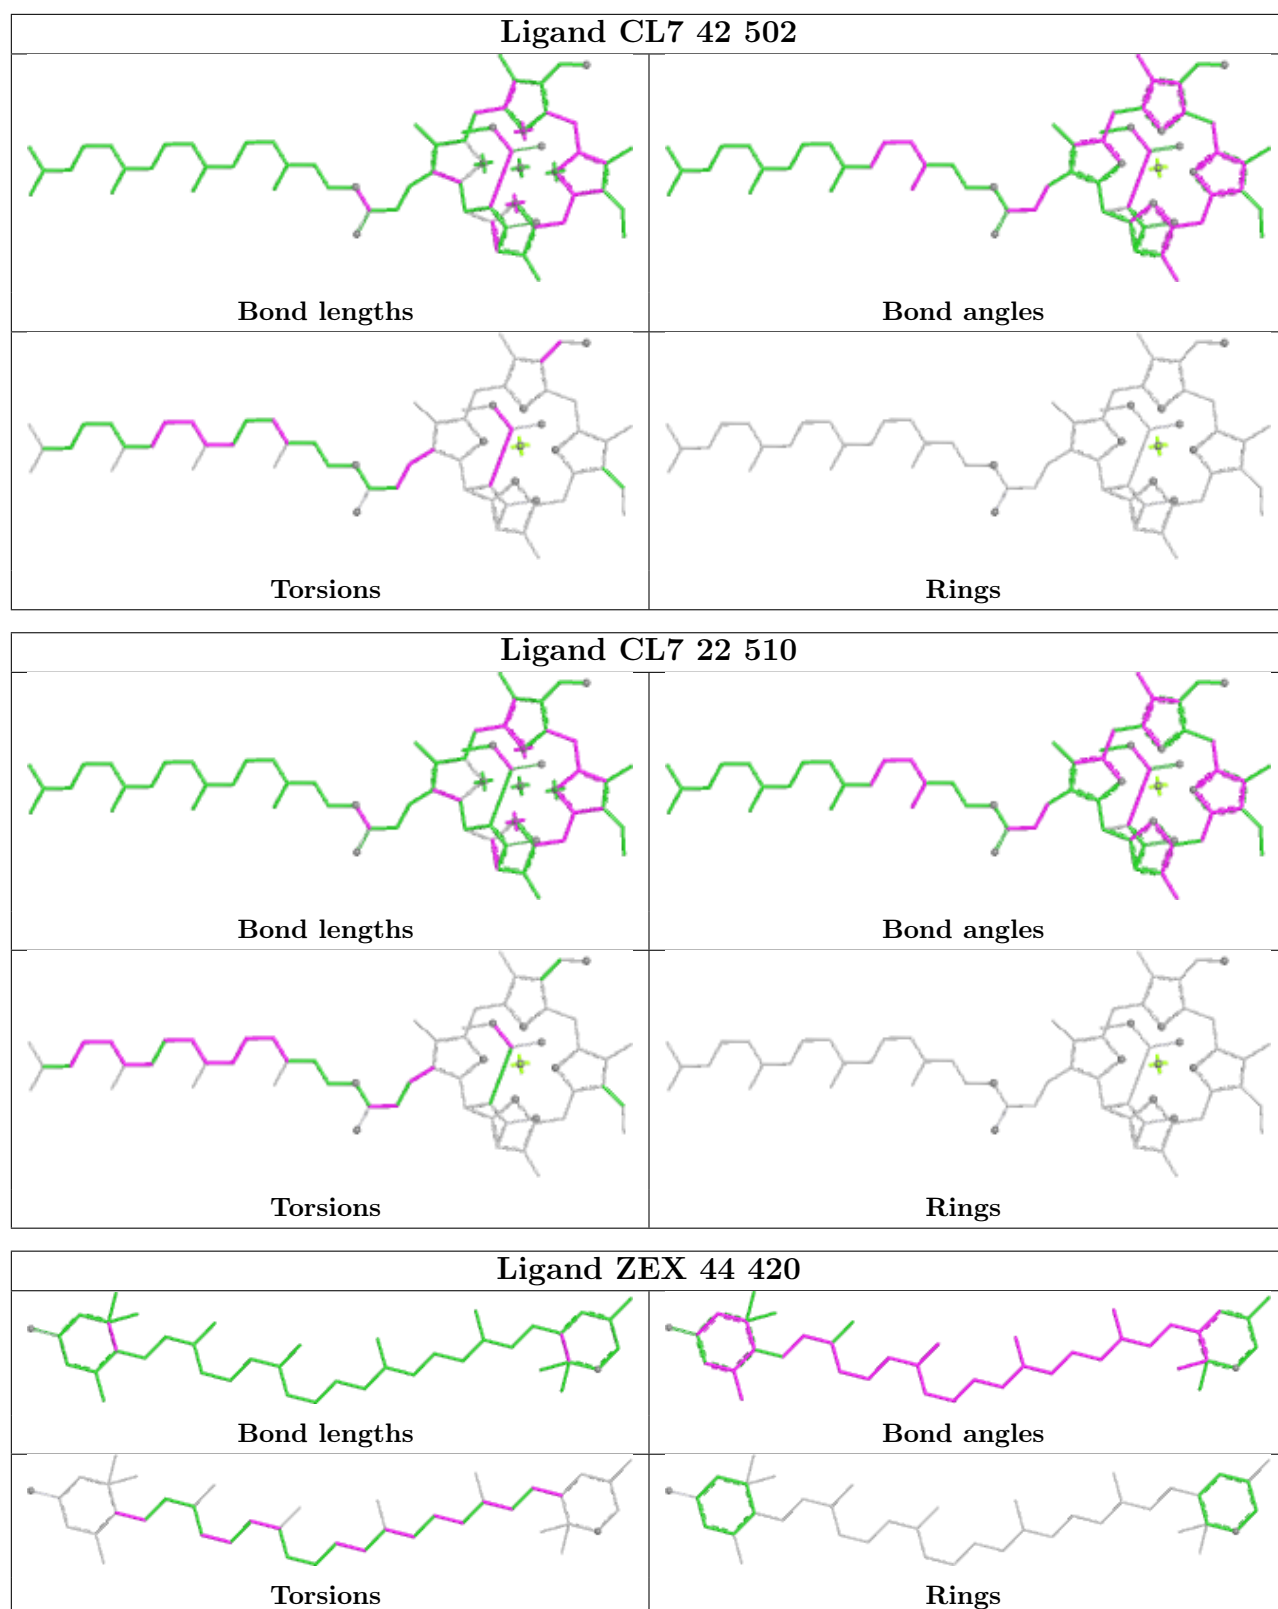 Ligand CL7 42 502
Bond lengths
Bond angles
Torsions
Rings
Ligand CL7 22 510
Bond lengths
Bond angles
Torsions
Rings
Ligand ZEX 44 420
Bond lengths
Bond angles
Torsions
Rings